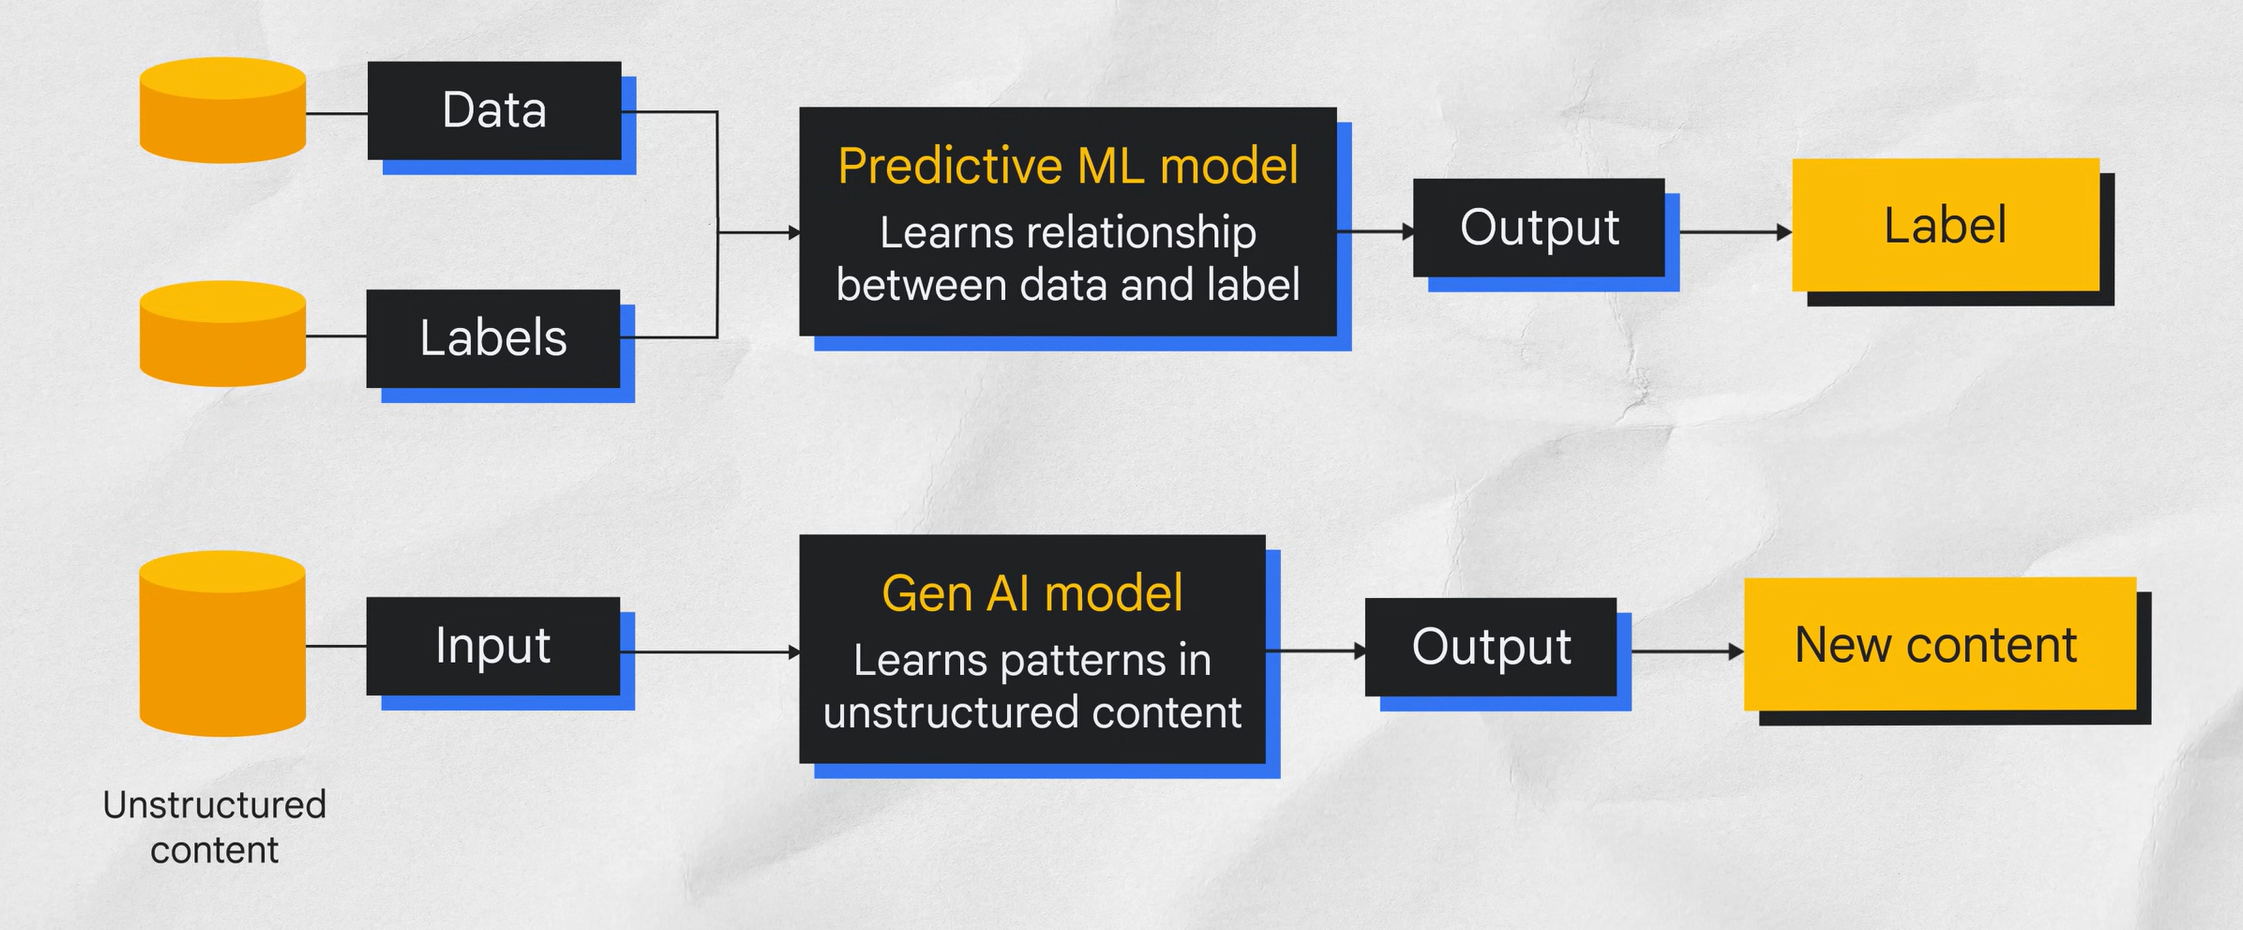 Data
Labels
Predictive ML model
Learns relationship
between data and label
Output
Label
Input
Gen AI model
Learns patterns in
unstructured content
Output
New content
Unstructured
content